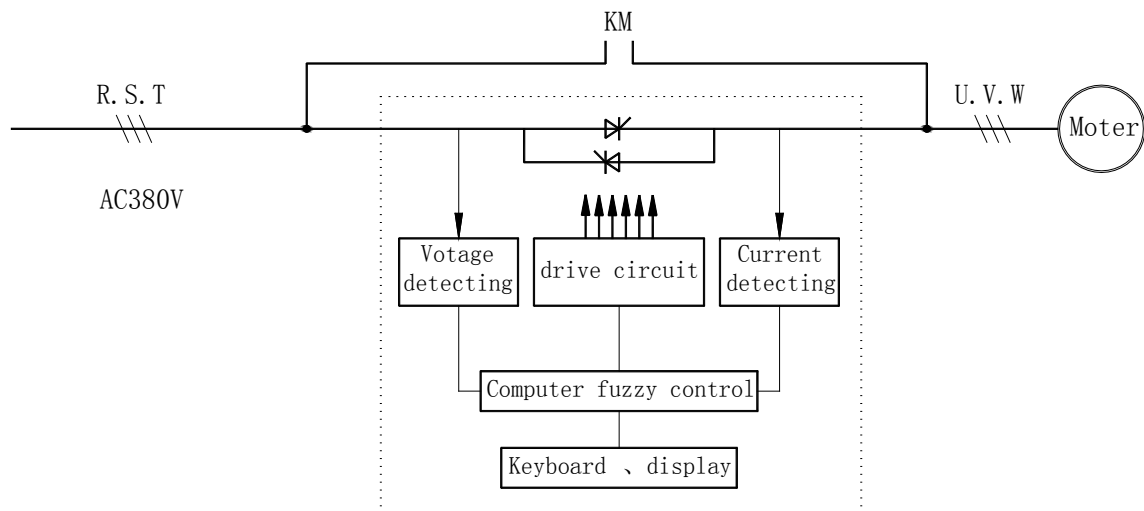 KM
R.S.T
U.V.W
Moter
AC380V
Votage
detecting
drive circuit
Current
detecting
Computer fuzzy control
Keyboard 、display